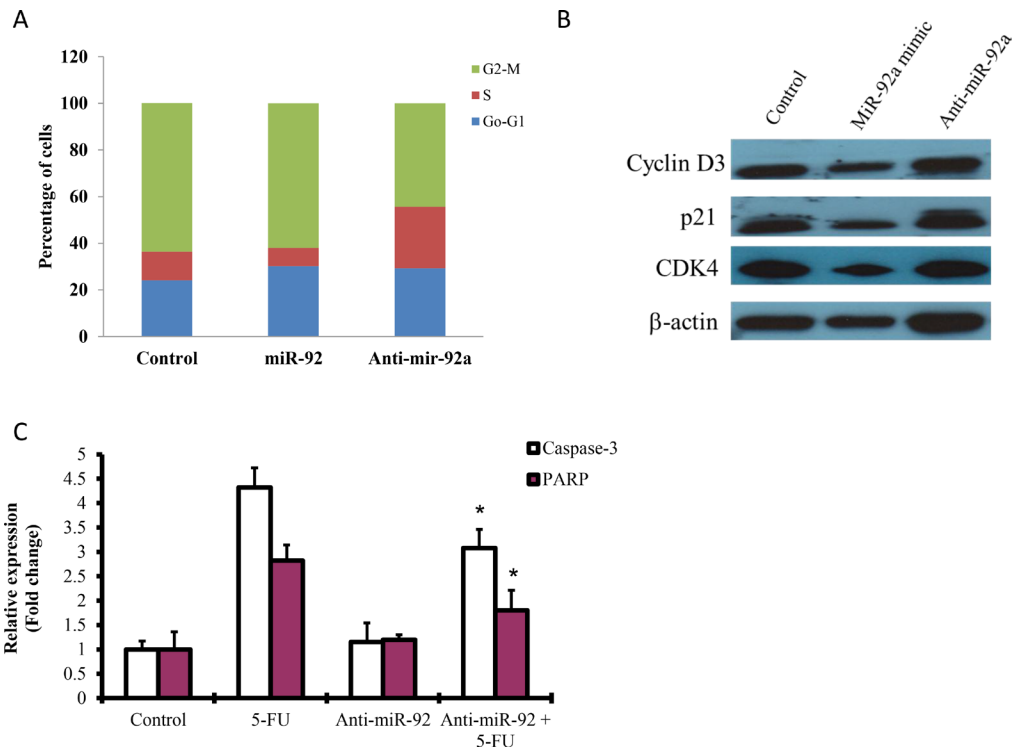 A
120
100
80
60
40
20
0
Percentage of cells
G2-M
S
Go-G1
Control
miR-92
Anti-mir-92a
B
Control
MiR-92a mimic
Anti-miR-92a
Cyclin D3
p21
CDK4
β-actin
C
5
4.5
4
3.5
3
2.5
2
1.5
1
0.5
0
Relative expression
(Fold change)
Caspase-3
PARP
*
*
Control
5-FU
Anti-miR-92
Anti-miR-92 +
5-FU